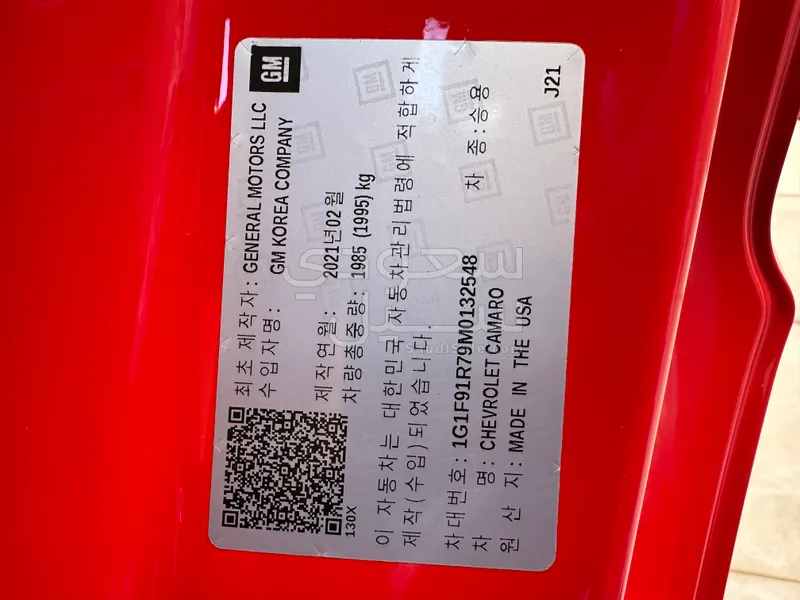 GM
최초 제작자: GENERAL MOTORS LLC
수입자명: GM KOREA COMPANY
제작연월: 2021년02월
차량총중량: 1985 (1995) kg
130X
이 자동차는 대한민국 자동차관리법령에 적합하게
제작(수입)되었습니다.
차대번호: 1G1F91R79M0132548 차 종: 승용
차 명: CHEVROLET CAMARO
원 산 지: MADE IN THE USA
J21
سعودي
سيل
SaudiSale.com